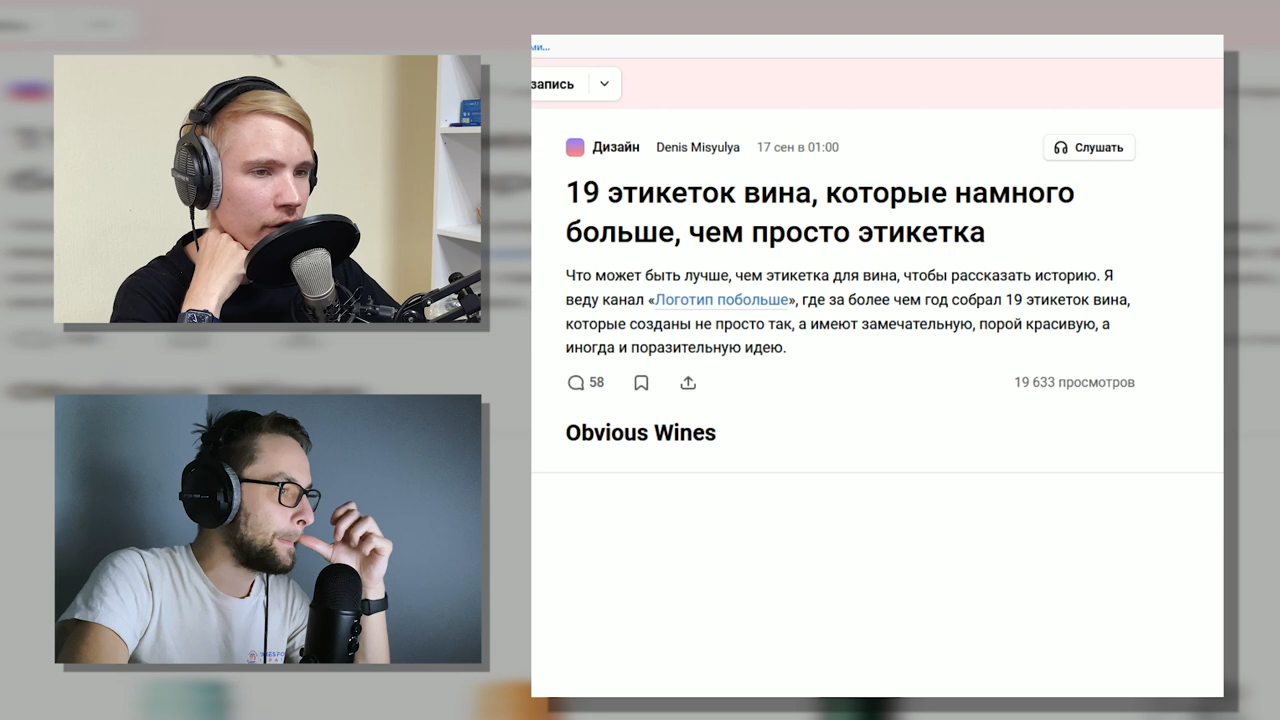 ми...
запись
Дизайн Denis Misyulya 17 сен в 01:00 Слушать
19 этикеток вина, которые намного
больше, чем просто этикетка
Что может быть лучше, чем этикетка для вина, чтобы рассказать историю. Я
веду канал «Логотип побольше», где за более чем год собрал 19 этикеток вина,
которые созданы не просто так, а имеют замечательную, порой красивую, а
иногда и поразительную идею.
58 19 633 просмотров
Obvious Wines